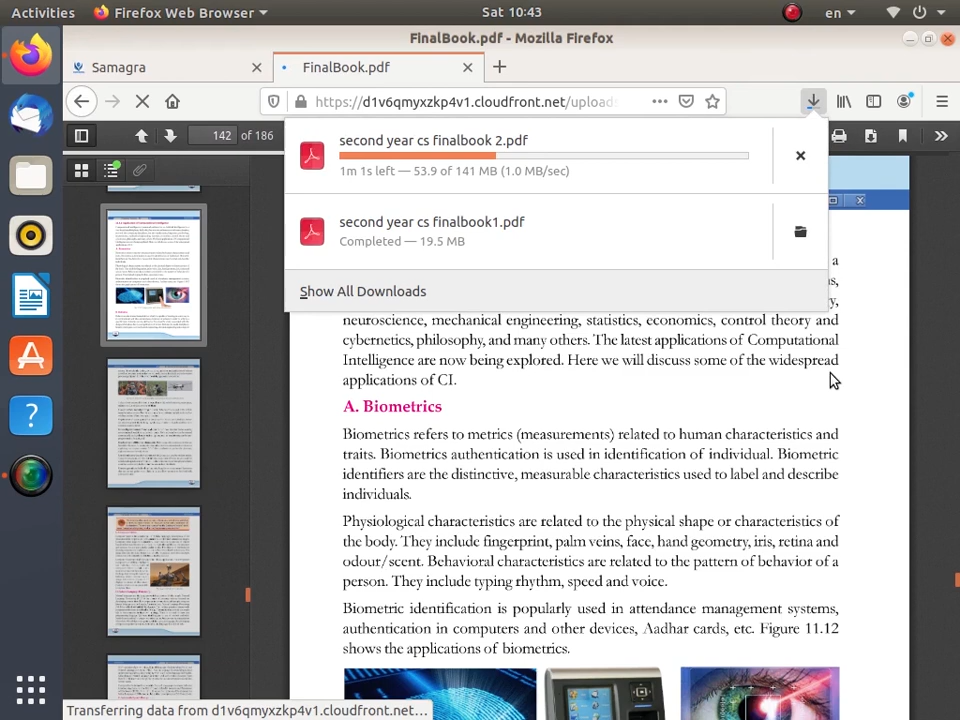 Activities Firefox Web Browser Sat 10:43 en
FinalBook.pdf - Mozilla Firefox
Samagra FinalBook.pdf
https://d1v6qmyxzkp4v1.cloudfront.net/upload
142 of 186
second year cs finalbook 2.pdf
1m 1s left — 53.9 of 141 MB (1.0 MB/sec)
second year cs finalbook1.pdf
Completed — 19.5 MB
Show All Downloads
neuroscience, mechanical engineering, statistics, economics, control theory and
cybernetics, philosophy, and many others. The latest applications of Computational
Intelligence are now being explored. Here we will discuss some of the widespread
applications of CI.
A. Biometrics
Biometrics refers to metrics (measurements) related to human characteristics and
traits. Biometrics authentication is used in identification of individual. Biometric
identifiers are the distinctive, measurable characteristics used to label and describe
individuals.
Physiological characteristics are related to the physical shape or characteristics of
the body. They include fingerprint, palm veins, face, hand geometry, iris, retina and
odour/scent. Behavioral characteristics are related to the pattern of behavior of a
person. They include typing rhythm, speed and voice.
Biometric identification is popularly used in attendance management systems,
authentication in computers and other devices, Aadhar cards, etc. Figure 11.12
shows the applications of biometrics.
Transferring data from d1v6qmyxzkp4v1.cloudfront.net…